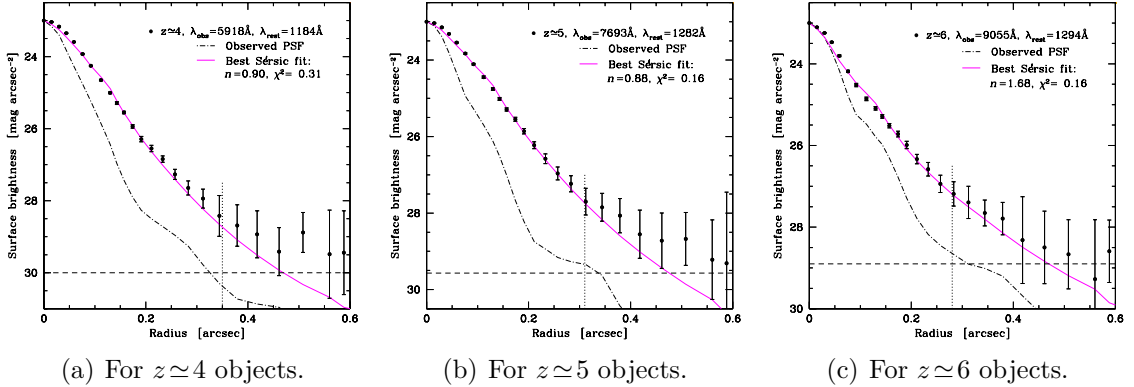 z≃4, λobs=5918Å, λrest=1184Å
Observed PSF
Best Sérsic fit:
n=0.90, χ²= 0.31
24
26
28
30
Surface brightness [mag arcsec⁻²]
0
0.2
0.4
0.6
Radius [arcsec]
(a) For z≃4 objects.
z≃5, λobs=7693Å, λrest=1282Å
Observed PSF
Best Sérsic fit:
n=0.88, χ²= 0.16
24
26
28
30
Surface brightness [mag arcsec⁻²]
0
0.2
0.4
0.6
Radius [arcsec]
(b) For z≃5 objects.
z≃6, λobs=9055Å, λrest=1294Å
Observed PSF
Best Sérsic fit:
n=1.68, χ²= 0.16
24
26
28
30
Surface brightness [mag arcsec⁻²]
0
0.2
0.4
0.6
Radius [arcsec]
(c) For z≃6 objects.